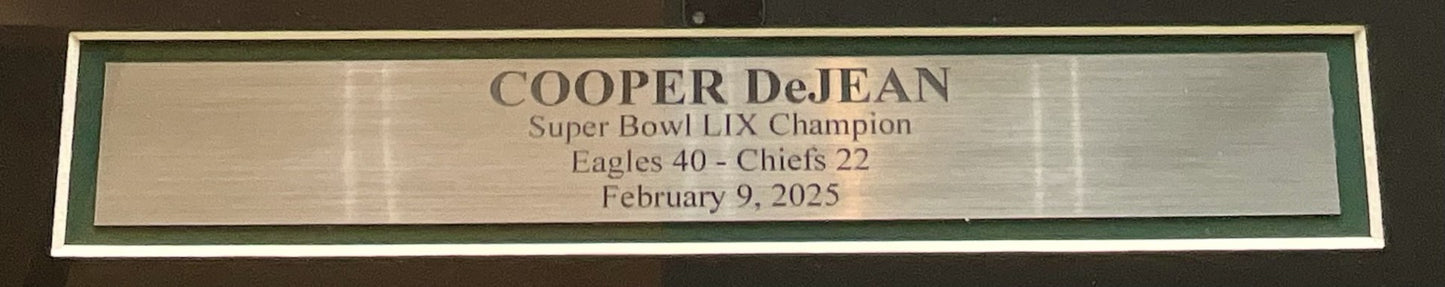 COOPER DeJEAN
Super Bowl LIX Champion
Eagles 40 - Chiefs 22
February 9, 2025